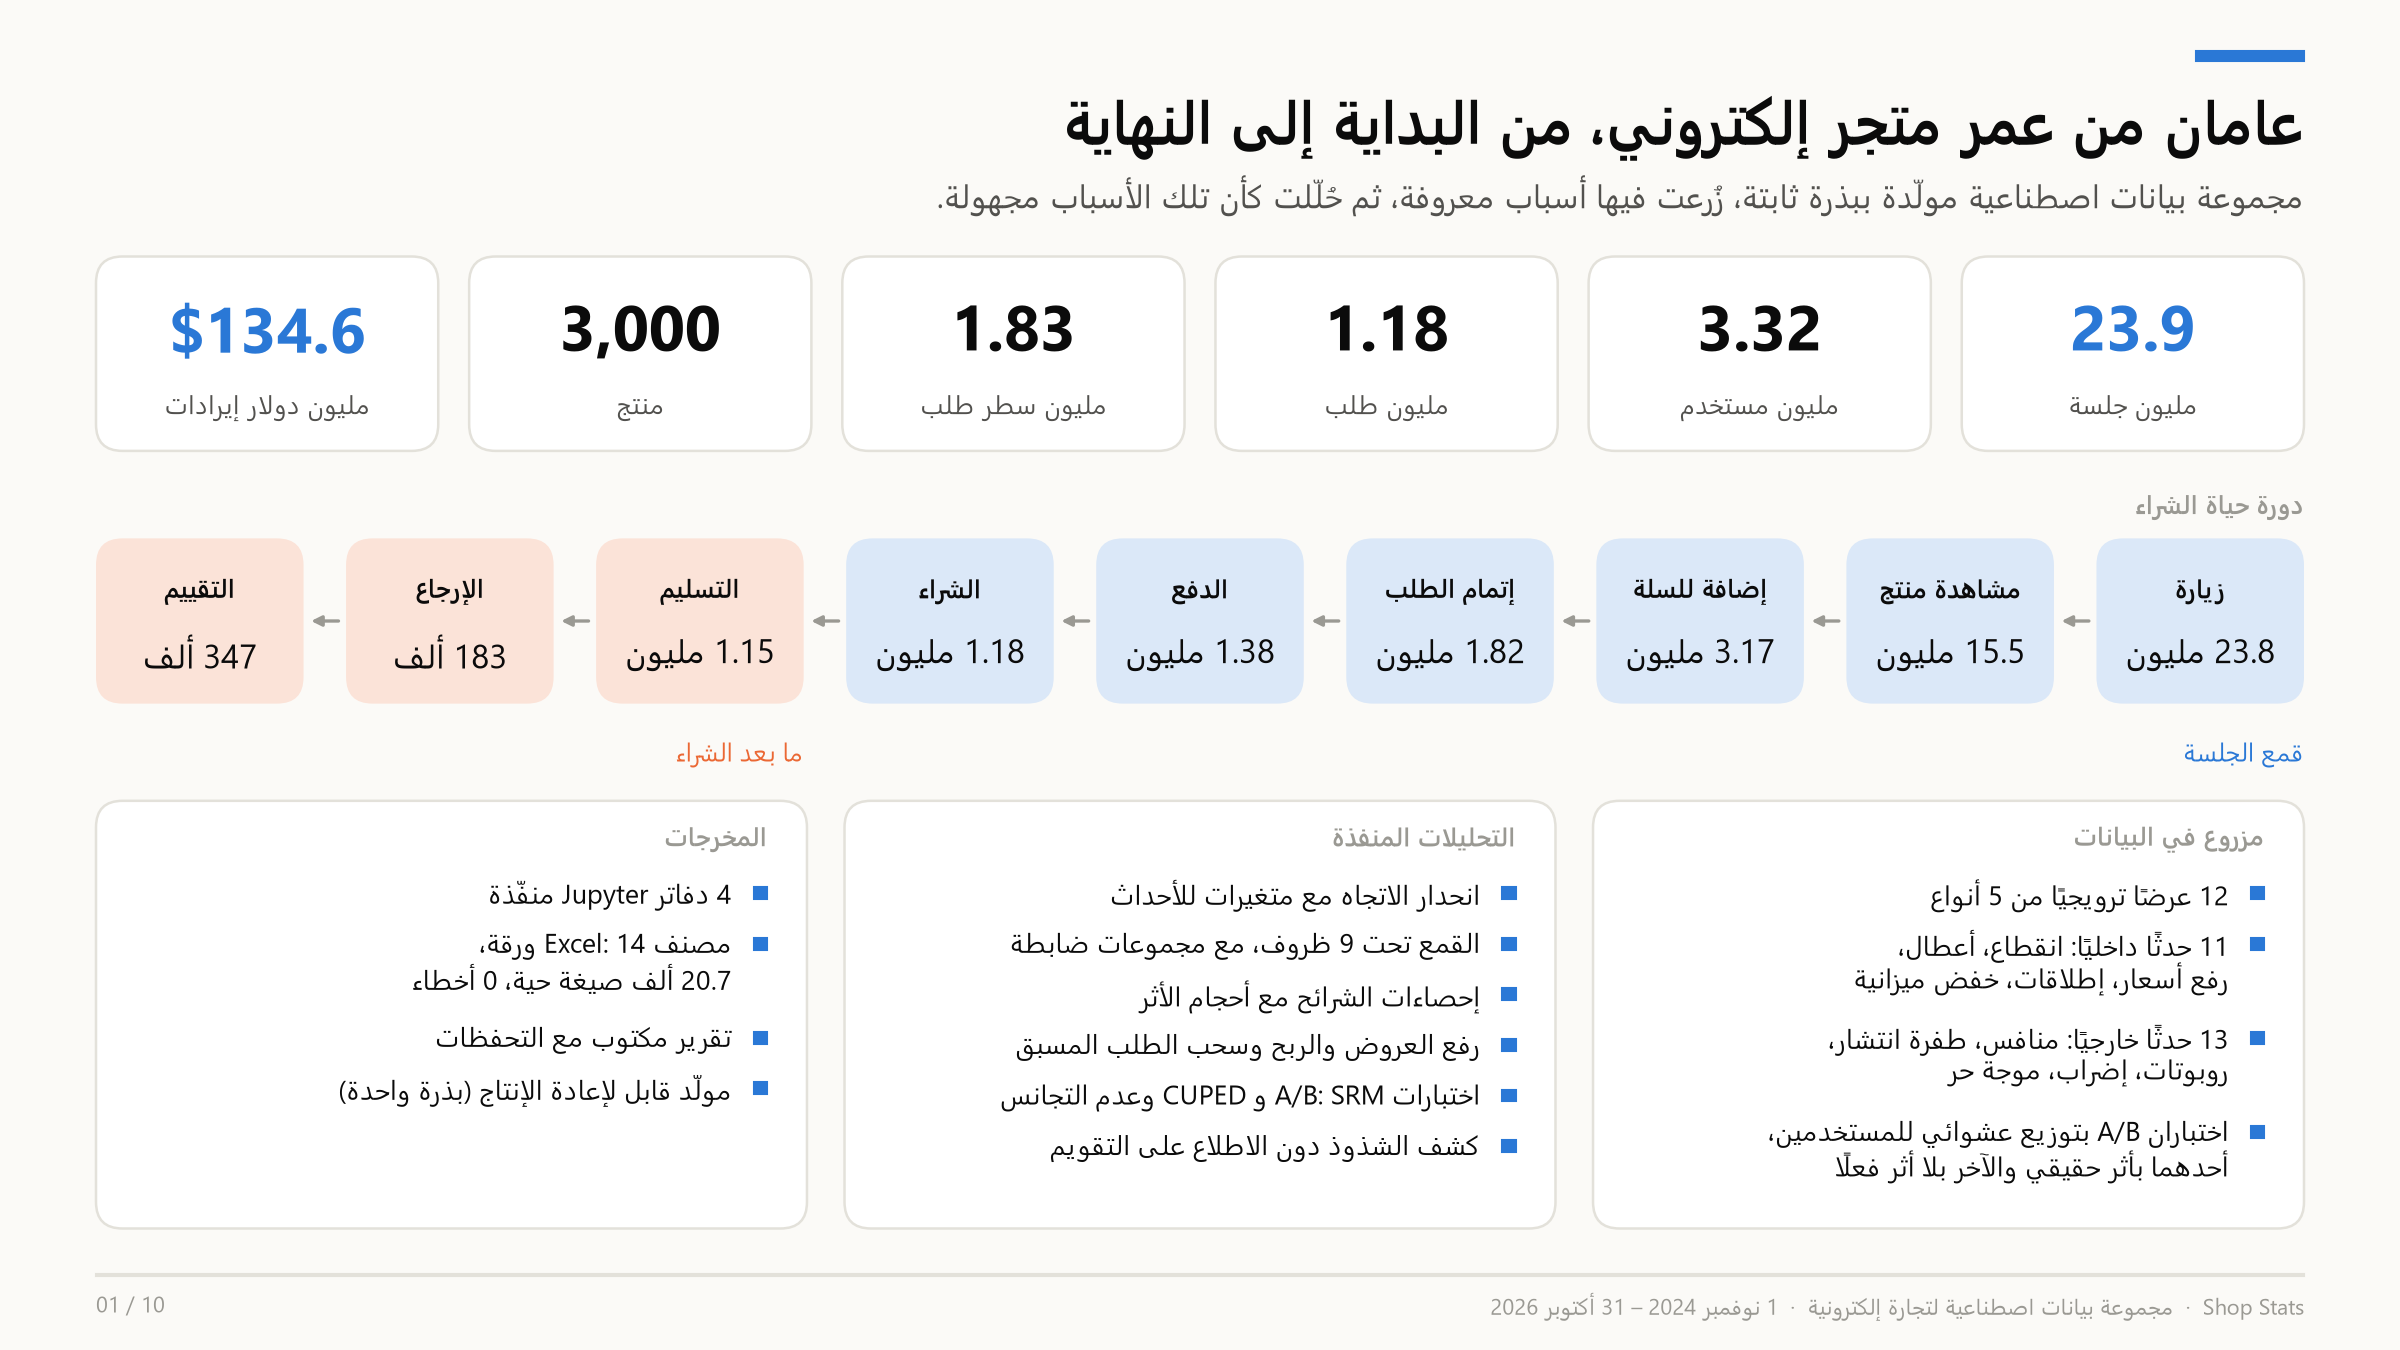 عامان من عمر متجر إلكتروني، من البداية إلى النهاية
مجموعة بيانات اصطناعية مولّدة ببذرة ثابتة، زُرعت فيها أسباب معروفة، ثم حُلّلت كأن تلك الأسباب مجهولة.
23.9
مليون جلسة
3.32
مليون مستخدم
1.18
مليون طلب
1.83
مليون سطر طلب
3,000
منتج
$134.6
مليون دولار إيرادات
دورة حياة الشراء
زيارة
23.8 مليون
مشاهدة منتج
15.5 مليون
إضافة للسلة
3.17 مليون
إتمام الطلب
1.82 مليون
الدفع
1.38 مليون
الشراء
1.18 مليون
التسليم
1.15 مليون
الإرجاع
183 ألف
التقييم
347 ألف
قمع الجلسة
ما بعد الشراء
مزروع في البيانات
12 عرضًا ترويجيًا من 5 أنواع
11 حدثًا داخليًا: انقطاع، أعطال،
رفع أسعار، إطلاقات، خفض ميزانية
13 حدثًا خارجيًا: منافس، طفرة انتشار،
روبوتات، إضراب، موجة حر
اختباران A/B بتوزيع عشوائي للمستخدمين،
أحدهما بأثر حقيقي والآخر بلا أثر فعلًا
التحليلات المنفذة
انحدار الاتجاه مع متغيرات للأحداث
القمع تحت 9 ظروف، مع مجموعات ضابطة
إحصاءات الشرائح مع أحجام الأثر
رفع العروض والربح وسحب الطلب المسبق
اختبارات A/B: SRM و CUPED وعدم التجانس
كشف الشذوذ دون الاطلاع على التقويم
المخرجات
4 دفاتر Jupyter منفّذة
مصنف Excel: 14 ورقة،
20.7 ألف صيغة حية، 0 أخطاء
تقرير مكتوب مع التحفظات
مولّد قابل لإعادة الإنتاج (بذرة واحدة)
Shop Stats · مجموعة بيانات اصطناعية لتجارة إلكترونية · 1 نوفمبر 2024 – 31 أكتوبر 2026
01 / 10